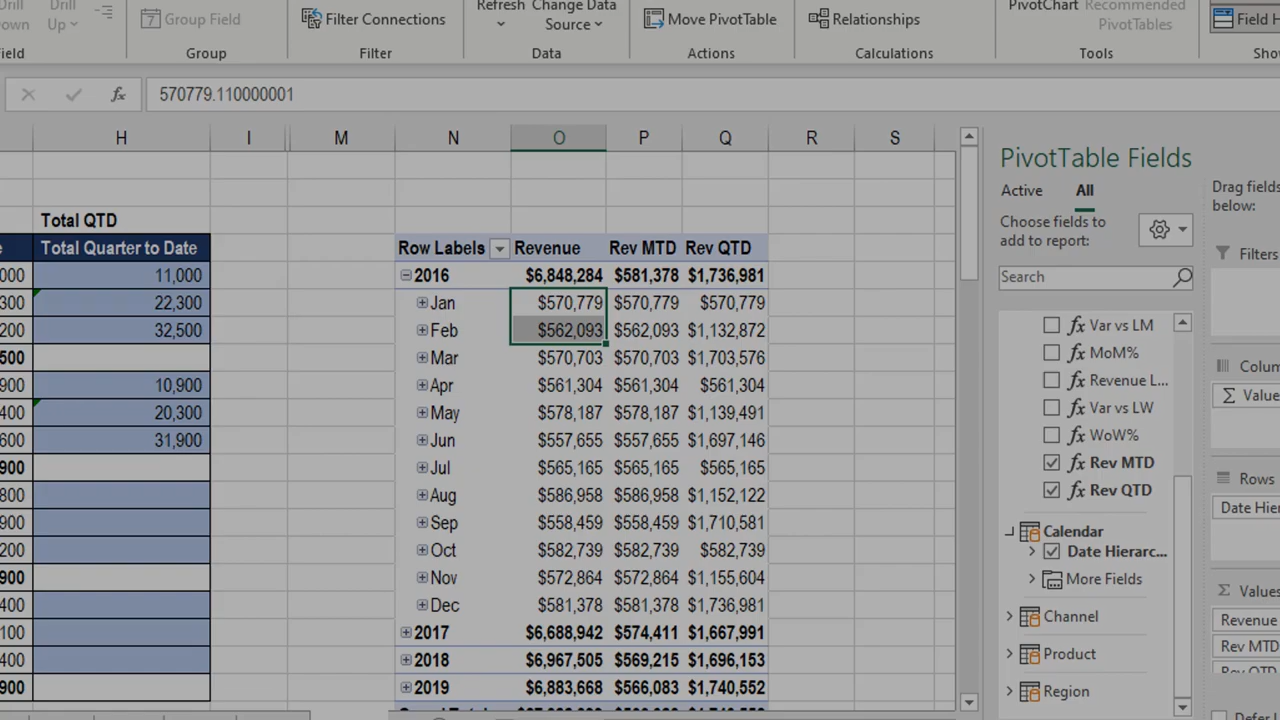 Drill
Down
Drill
Up
Group Field
Filter Connections
Refresh
Change Data
Source
Move PivotTable
Relationships
PivotChart
Recommended
PivotTables
Field H
Group
Filter
Data
Actions
Calculations
Tools
Sho
fx 570779.110000001
H I M N O P Q R S
Total QTD
e Total Quarter to Date
000 11,000
300 22,300
200 32,500
500
900 10,900
400 20,300
600 31,900
900
800
900
200
900
400
100
400
900
Row Labels Revenue Rev MTD Rev QTD
2016 $6,848,284 $581,378 $1,736,981
Jan $570,779 $570,779 $570,779
Feb $562,093 $562,093 $1,132,872
Mar $570,703 $570,703 $1,703,576
Apr $561,304 $561,304 $561,304
May $578,187 $578,187 $1,139,491
Jun $557,655 $557,655 $1,697,146
Jul $565,165 $565,165 $565,165
Aug $586,958 $586,958 $1,152,122
Sep $558,459 $558,459 $1,710,581
Oct $582,739 $582,739 $582,739
Nov $572,864 $572,864 $1,155,604
Dec $581,378 $581,378 $1,736,981
2017 $6,688,942 $574,411 $1,667,991
2018 $6,967,505 $569,215 $1,696,153
2019 $6,883,668 $566,083 $1,740,552
PivotTable Fields
Active All
Choose fields to
add to report:
Search
fx Var vs LM
fx MoM%
fx Revenue L...
fx Var vs LW
fx WoW%
fx Rev MTD
fx Rev QTD
Calendar
Date Hierarc...
More Fields
Channel
Product
Region
Drag fields
below:
Filters
Colum
Σ Value
Rows
Date Hier
Σ Values
Revenue
Rev MTD
Rev QTD